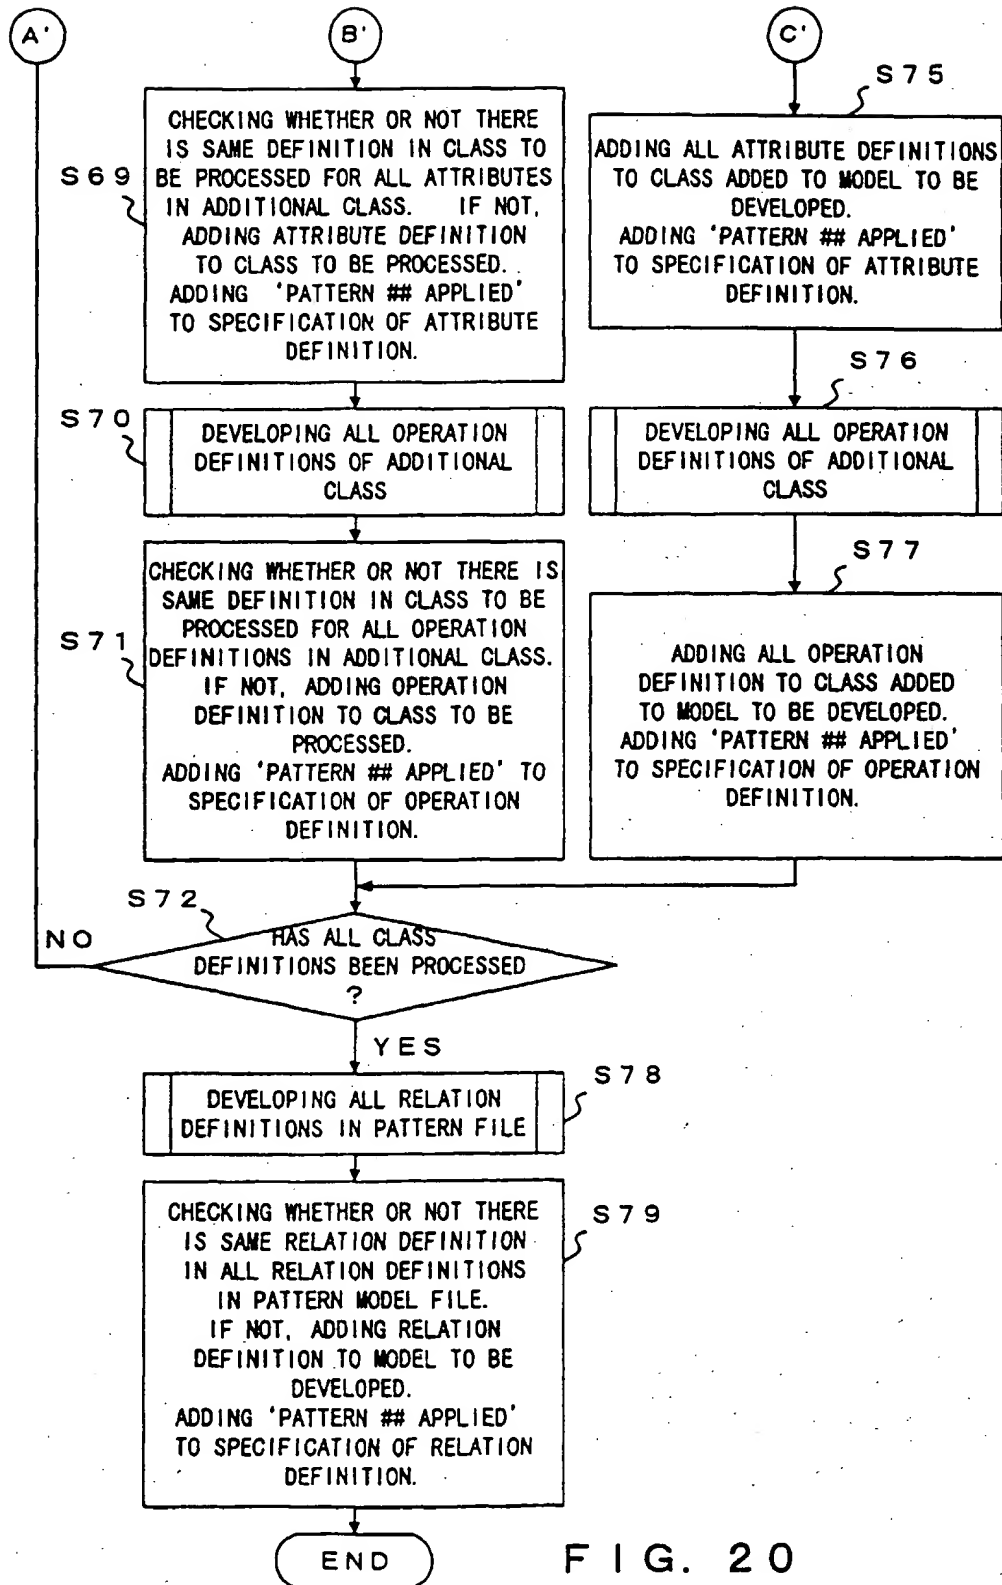 A'
B'
C'
S69
CHECKING WHETHER OR NOT THERE
IS SAME DEFINITION IN CLASS TO
BE PROCESSED FOR ALL ATTRIBUTES
IN ADDITIONAL CLASS. IF NOT,
ADDING ATTRIBUTE DEFINITION
TO CLASS TO BE PROCESSED.
ADDING 'PATTERN ## APPLIED'
TO SPECIFICATION OF ATTRIBUTE
DEFINITION.
S75
ADDING ALL ATTRIBUTE DEFINITIONS
TO CLASS ADDED TO MODEL TO BE
DEVELOPED.
ADDING 'PATTERN ## APPLIED'
TO SPECIFICATION OF ATTRIBUTE
DEFINITION.
S70
DEVELOPING ALL OPERATION
DEFINITIONS OF ADDITIONAL
CLASS
S76
DEVELOPING ALL OPERATION
DEFINITIONS OF ADDITIONAL
CLASS
S71
CHECKING WHETHER OR NOT THERE IS
SAME DEFINITION IN CLASS TO BE
PROCESSED FOR ALL OPERATION
DEFINITIONS IN ADDITIONAL CLASS.
IF NOT, ADDING OPERATION
DEFINITION TO CLASS TO BE
PROCESSED.
ADDING 'PATTERN ## APPLIED' TO
SPECIFICATION OF OPERATION
DEFINITION.
S77
ADDING ALL OPERATION
DEFINITION TO CLASS ADDED
TO MODEL TO BE DEVELOPED.
ADDING 'PATTERN ## APPLIED'
TO SPECIFICATION OF OPERATION
DEFINITION.
S72
NO
HAS ALL CLASS
DEFINITIONS BEEN PROCESSED
?
YES
S78
DEVELOPING ALL RELATION
DEFINITIONS IN PATTERN FILE
S79
CHECKING WHETHER OR NOT THERE
IS SAME RELATION DEFINITION
IN ALL RELATION DEFINITIONS
IN PATTERN MODEL FILE.
IF NOT, ADDING RELATION
DEFINITION TO MODEL TO BE
DEVELOPED.
ADDING 'PATTERN ## APPLIED'
TO SPECIFICATION OF RELATION
DEFINITION.
END
FIG. 20